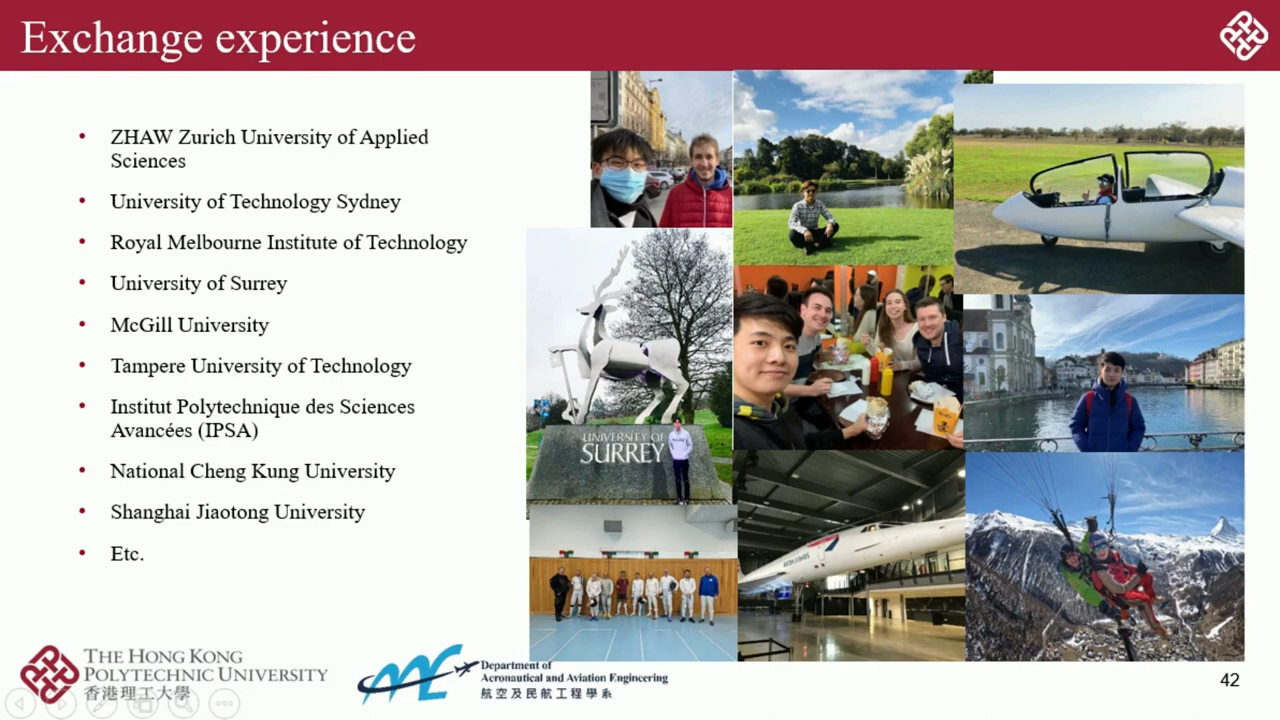 Exchange experience
• ZHAW Zurich University of Applied
Sciences
• University of Technology Sydney
• Royal Melbourne Institute of Technology
• University of Surrey
• McGill University
• Tampere University of Technology
• Institut Polytechnique des Sciences
Avancées (IPSA)
• National Cheng Kung University
• Shanghai Jiaotong University
• Etc.
UNIVERSITY OF
SURREY
THE HONG KONG
POLYTECHNIC UNIVERSITY
香港理工大學
Department of
Aeronautical and Aviation Engineering
航空及民航工程學系
42